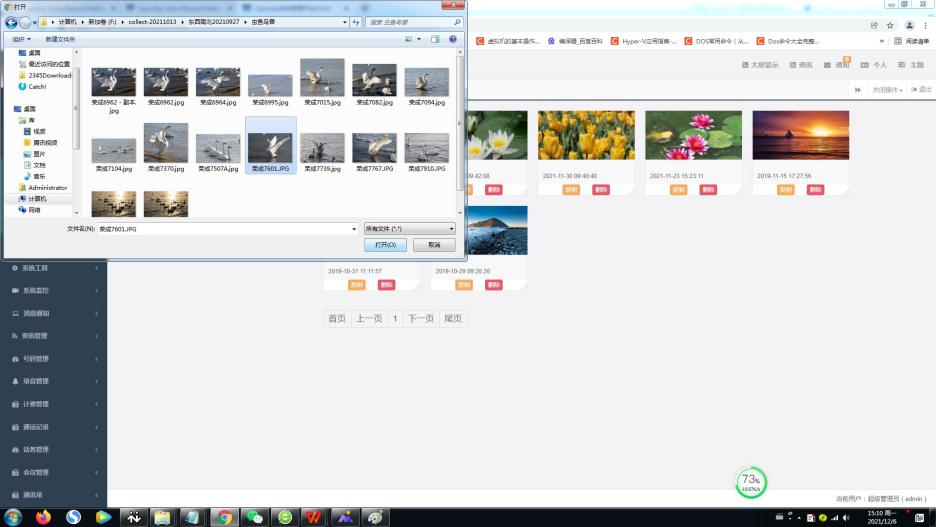 打开
计算机 ▸ 新加卷 (F:) ▸ collect-20211013 ▸ 东西南北20210927 ▸ 虫鱼鸟兽
搜索 虫鱼鸟兽
组织 新建文件夹
桌面
最近访问的位置
2345Downloads
Catch!
桌面
库
视频
腾讯视频
图片
文档
音乐
Administrator
计算机
网络
荣成6962 - 副本.jpg 荣成6962.jpg 荣成6964.jpg 荣成6995.jpg 荣成7015.jpg 荣成7082.jpg 荣成7094.jpg
荣成7104.jpg 荣成7370.jpg 荣成7507A.jpg 荣成7601.JPG 荣成7739.jpg 荣成7767.JPG 荣成7910.JPG
文件名(N): 荣成7601.JPG 所有文件 (*.*)
打开(O) 取消
虚拟机的基本操作... 编译器_百度百科 Hyper-V应用指南-... DOS常用命令（从... Dos命令大全完整... » 阅读清单
大屏显示 资讯 通知 个人 主题
关闭操作 退出
09:42:08 2021-11-30 09:40:40 2021-11-23 15:23:11 2019-11-15 17:27:56
复制 删除 复制 删除 复制 删除 复制 删除
2019-10-31 11:11:57 2019-10-29 09:26:26
复制 删除 复制 删除
首页 上一页 1 下一页 尾页
系统工具
系统监控
消息通知
资讯管理
号码管理
录音管理
计费管理
通话记录
话务管理
会议管理
通讯录
73%
当前用户：超级管理员 ( admin )
15:10 周一
2021/12/6